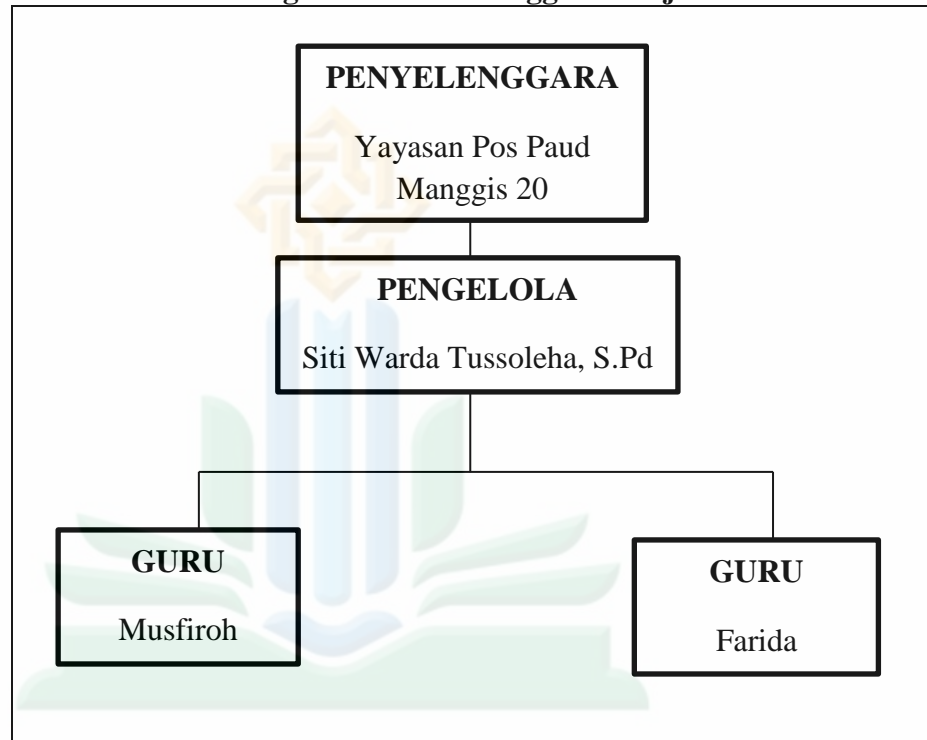 PENYELENGGARA
Yayasan Pos Paud
Manggis 20
PENGELOLA
Siti Warda Tussoleha, S.Pd
GURU
Musfiroh
GURU
Farida